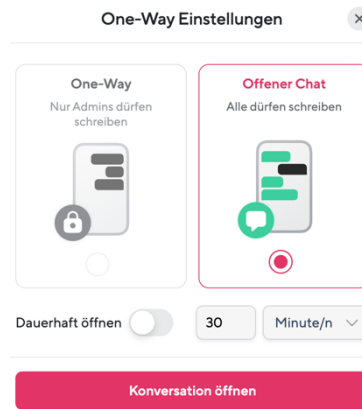 One-Way Einstellungen
One-Way
Nur Admins dürfen
schreiben
Offener Chat
Alle dürfen schreiben
Dauerhaft öffnen
30
Minute/n
Konversation öffnen